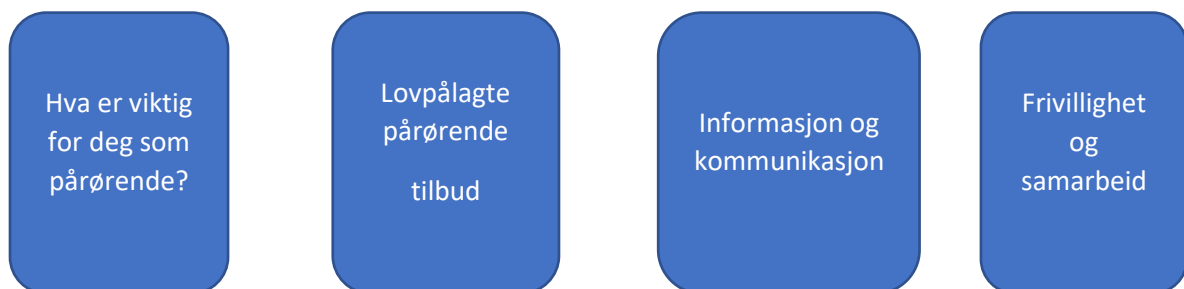 Hva er viktig
for deg som
pårørende?
Lovpålagte
pårørende
tilbud
Informasjon og
kommunikasjon
Frivillighet
og
samarbeid